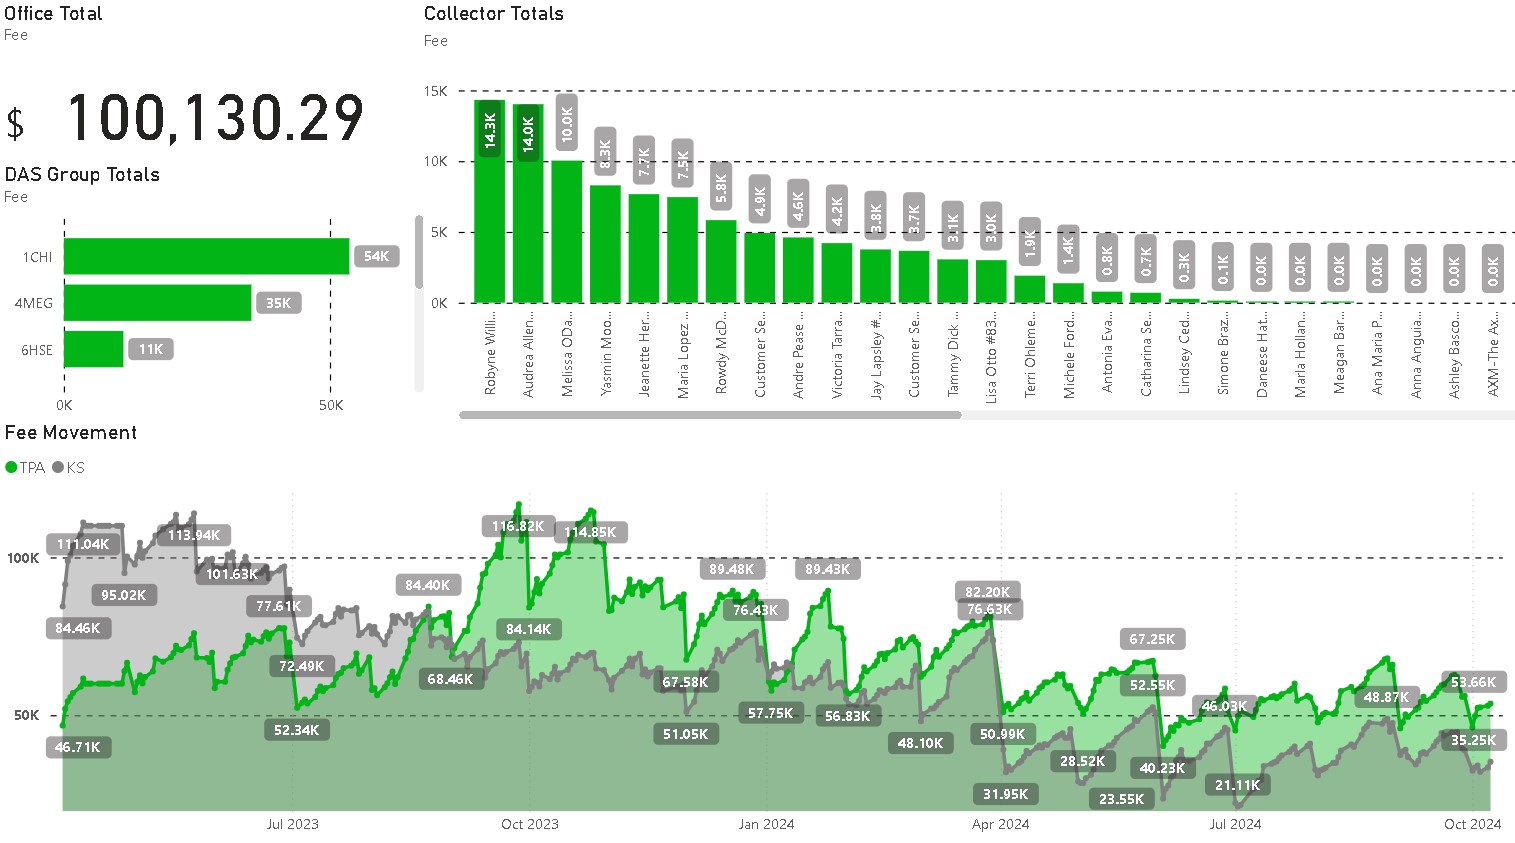 Office Total
Fee
$ 100,130.29
DAS Group Totals
Fee
1CHI
54K
4MEG
35K
6HSE
11K
0K
50K
Collector Totals
Fee
15K
10K
5K
0K
14.3K
14.0K
10.0K
8.3K
7.7K
7.5K
5.8K
4.9K
4.6K
4.2K
3.8K
3.7K
3.1K
3.0K
1.9K
1.4K
0.8K
0.7K
0.3K
0.1K
0.0K
0.0K
0.0K
0.0K
0.0K
0.0K
0.0K
Robyne Willi...
Audrea Allen...
Melissa ODa...
Yasmin Moo...
Jeanette Her...
Maria Lopez ...
Rowdy McD...
Customer Se...
Andre Pease ...
Victoria Tarra...
Jay Lapsley #...
Customer Se...
Tammy Dick ...
Lisa Otto #83...
Terri Ohleme...
Michele Ford...
Antonia Eva...
Catharina Se...
Lindsey Ced...
Simone Braz...
Daneese Hat...
Marla Hollan...
Meagan Bar...
Ana Maria P...
Anna Anguia...
Ashley Basco...
AXM-The Ax...
Fee Movement
TPA KS
100K
50K
111.04K
84.46K
46.71K
95.02K
113.94K
101.63K
77.61K
72.49K
52.34K
84.40K
68.46K
116.82K
84.14K
114.85K
67.58K
51.05K
89.48K
76.43K
57.75K
89.43K
56.83K
48.10K
82.20K
76.63K
50.99K
31.95K
28.52K
23.55K
67.25K
52.55K
40.23K
46.03K
21.11K
48.87K
53.66K
35.25K
Jul 2023
Oct 2023
Jan 2024
Apr 2024
Jul 2024
Oct 2024